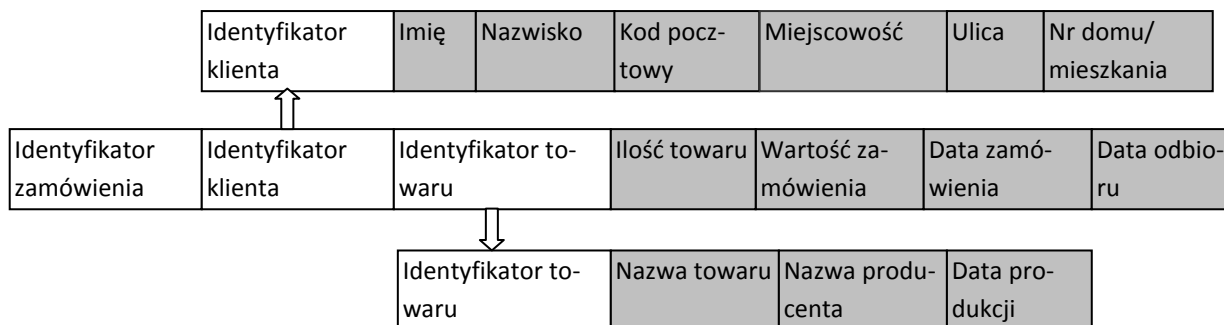 Identyfikator klienta
Imię
Nazwisko
Kod pocz-
towy
Miejscowość
Ulica
Nr domu/
mieszkania
Identyfikator
zamówienia
Identyfikator
klienta
Identyfikator to-
waru
Ilość towaru
Wartość za-
mówienia
Data zamó-
wienia
Data odbio-
ru
Identyfikator to-
waru
Nazwa towaru
Nazwa produ-
centa
Data pro-
dukcji